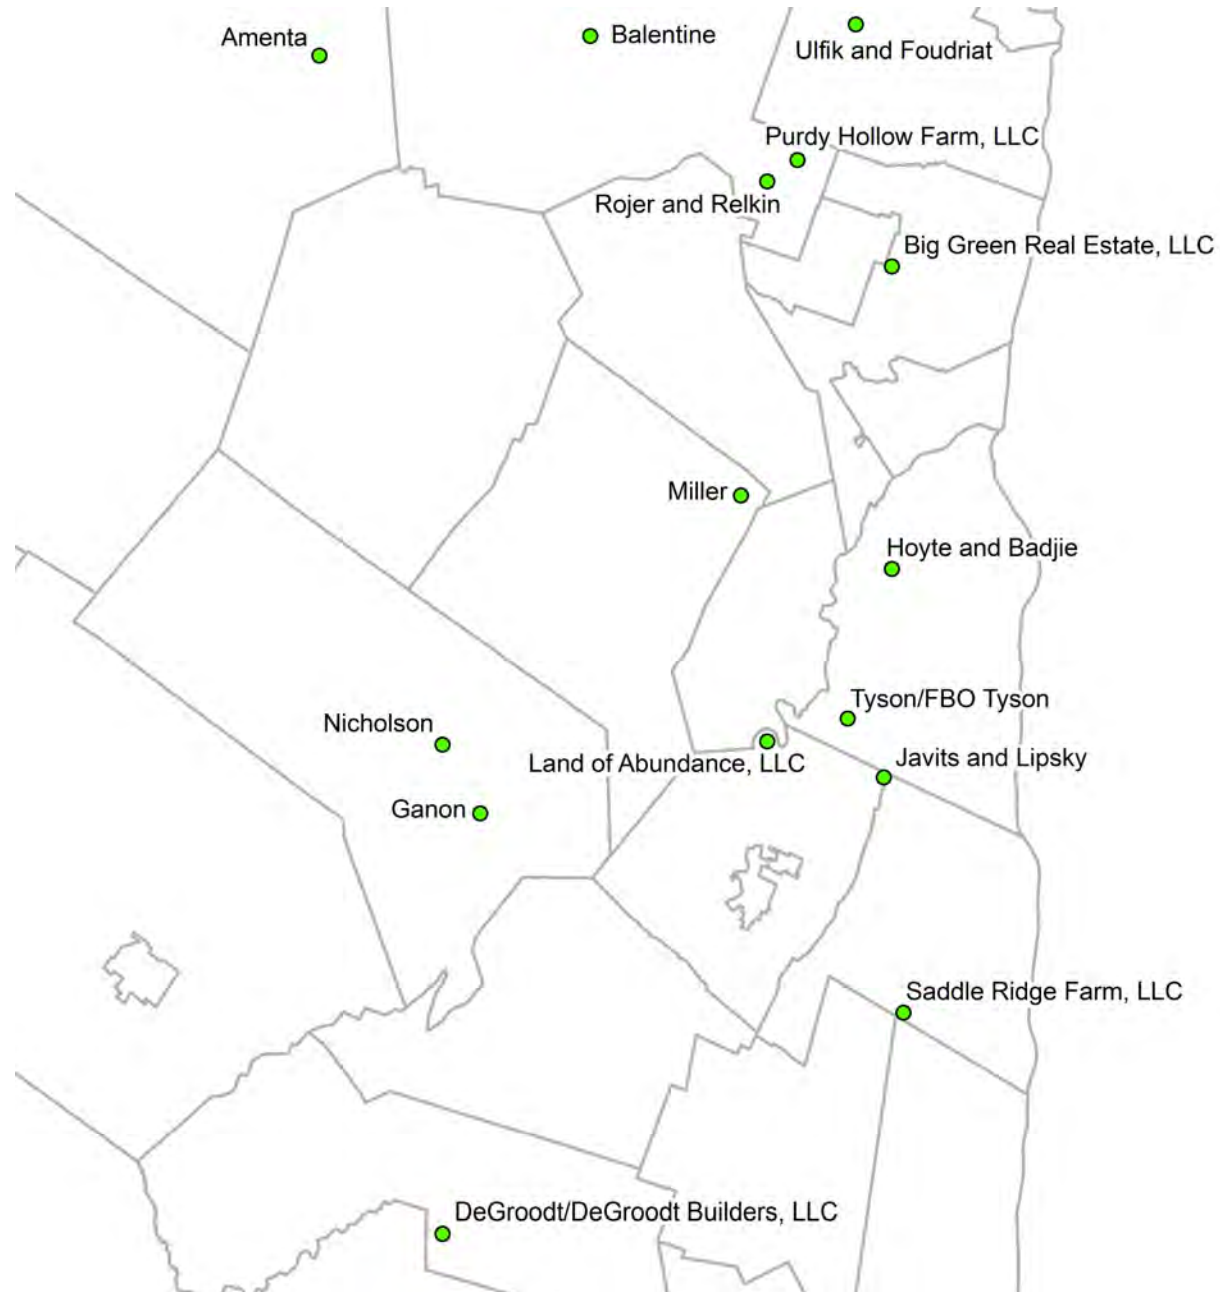 Amenta
Balentine
Ulfik and Foudriat
Purdy Hollow Farm, LLC
Rojer and Relkin
Big Green Real Estate, LLC
Miller
Hoyte and Badjie
Tyson/FBO Tyson
Nicholson
Land of Abundance, LLC
Javits and Lipsky
Ganon
Saddle Ridge Farm, LLC
DeGroodt/DeGroodt Builders, LLC